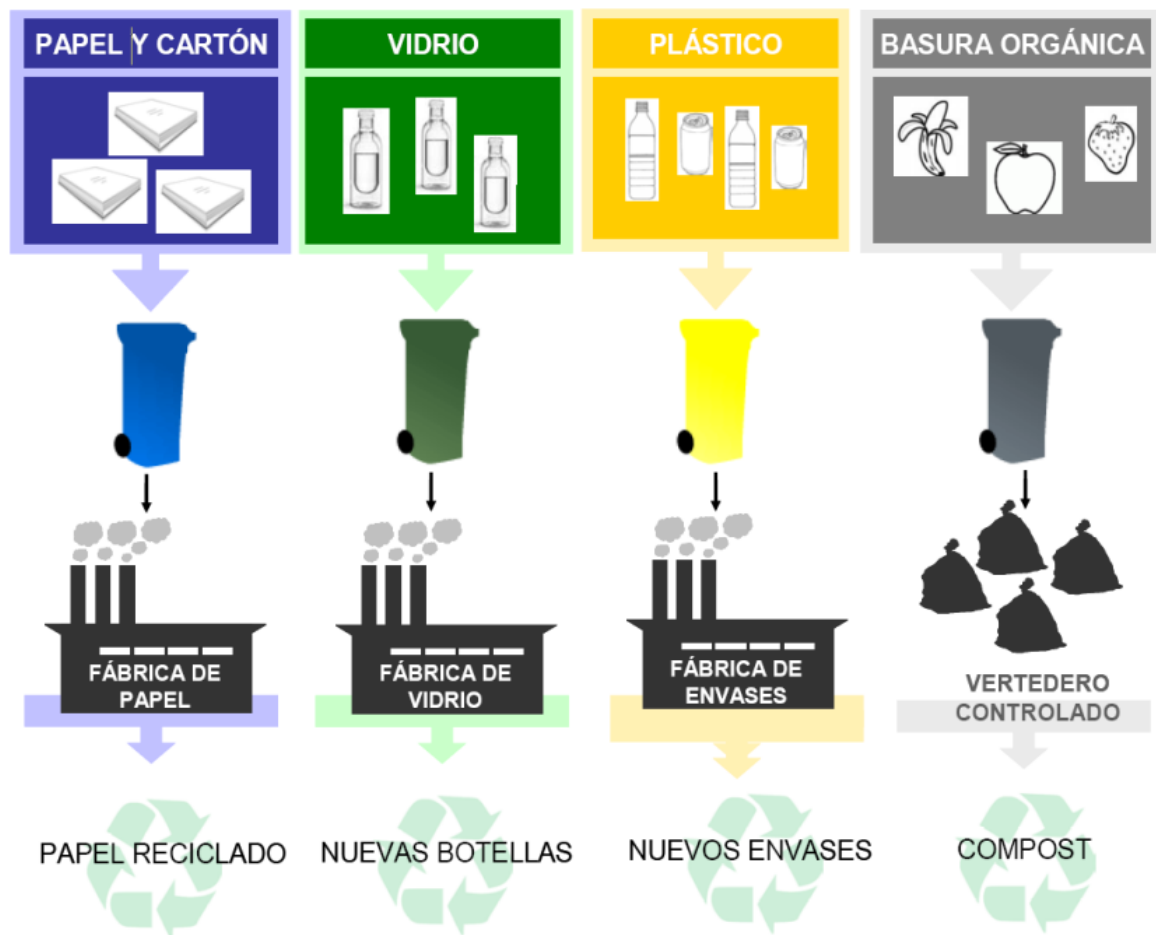 PAPEL Y CARTÓN
VIDRIO
PLÁSTICO
BASURA ORGÁNICA
FÁBRICA DE
PAPEL
FÁBRICA DE
VIDRIO
FÁBRICA DE
ENVASES
VERTEDERO
CONTROLADO
PAPEL RECICLADO
NUEVAS BOTELLAS
NUEVOS ENVASES
COMPOST